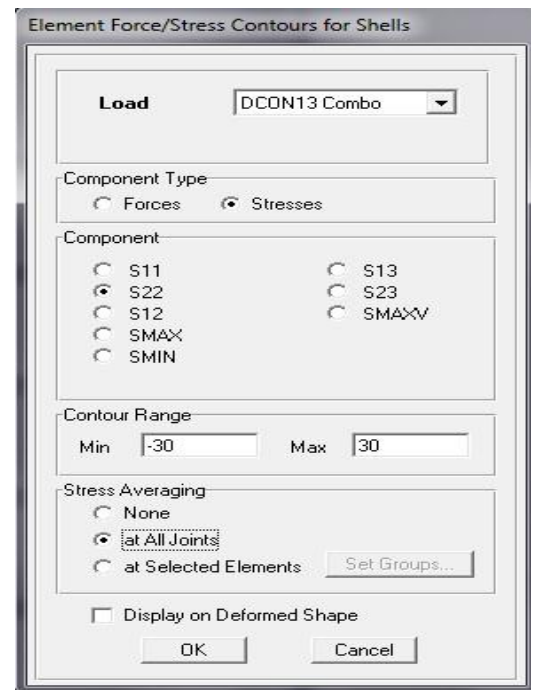 Element Force/Stress Contours for Shells
Load DCON13 Combo
Component Type
Forces Stresses
Component
S11 S13
S22 S23
S12 SMAXV
SMAX
SMIN
Contour Range
Min -30 Max 30
Stress Averaging
None
at All Joints
at Selected Elements Set Groups...
Display on Deformed Shape
OK Cancel